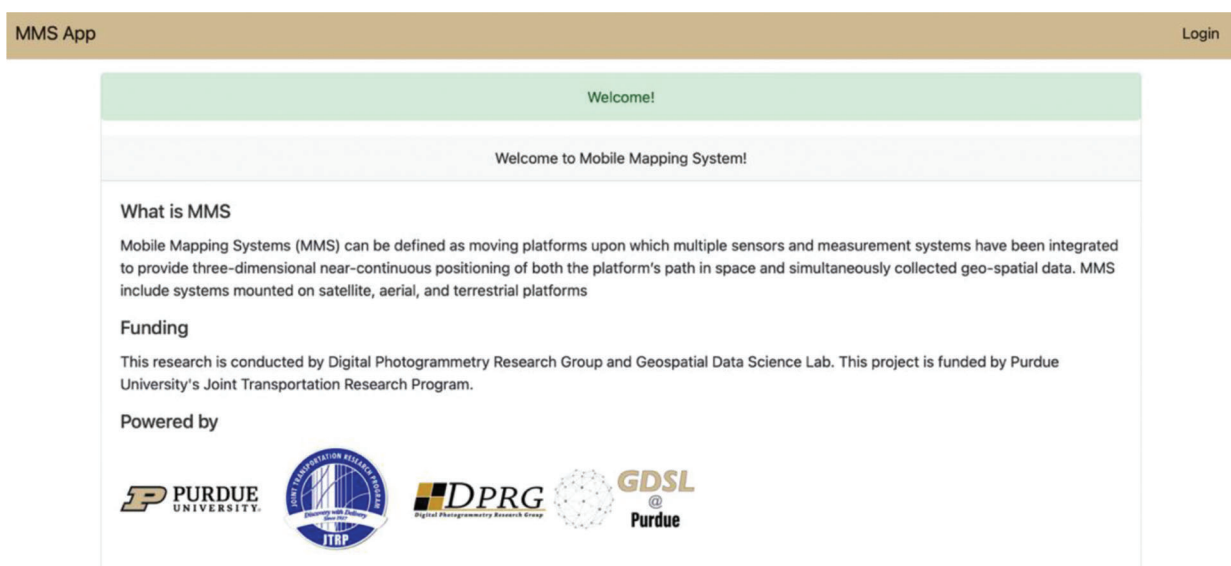 MMS App
Login
Welcome!
Welcome to Mobile Mapping System!
What is MMS
Mobile Mapping Systems (MMS) can be defined as moving platforms upon which multiple sensors and measurement systems have been integrated
to provide three-dimensional near-continuous positioning of both the platform's path in space and simultaneously collected geo-spatial data. MMS
include systems mounted on satellite, aerial, and terrestrial platforms
Funding
This research is conducted by Digital Photogrammetry Research Group and Geospatial Data Science Lab. This project is funded by Purdue
University's Joint Transportation Research Program.
Powered by
PURDUE
UNIVERSITY.
JOINT TRANSPORTATION RESEARCH PROGRAM
Discovery with Delivery
Since 1937
JTRP
DPRG
Digital Photogrammetry Research Group
GDSL
@
Purdue